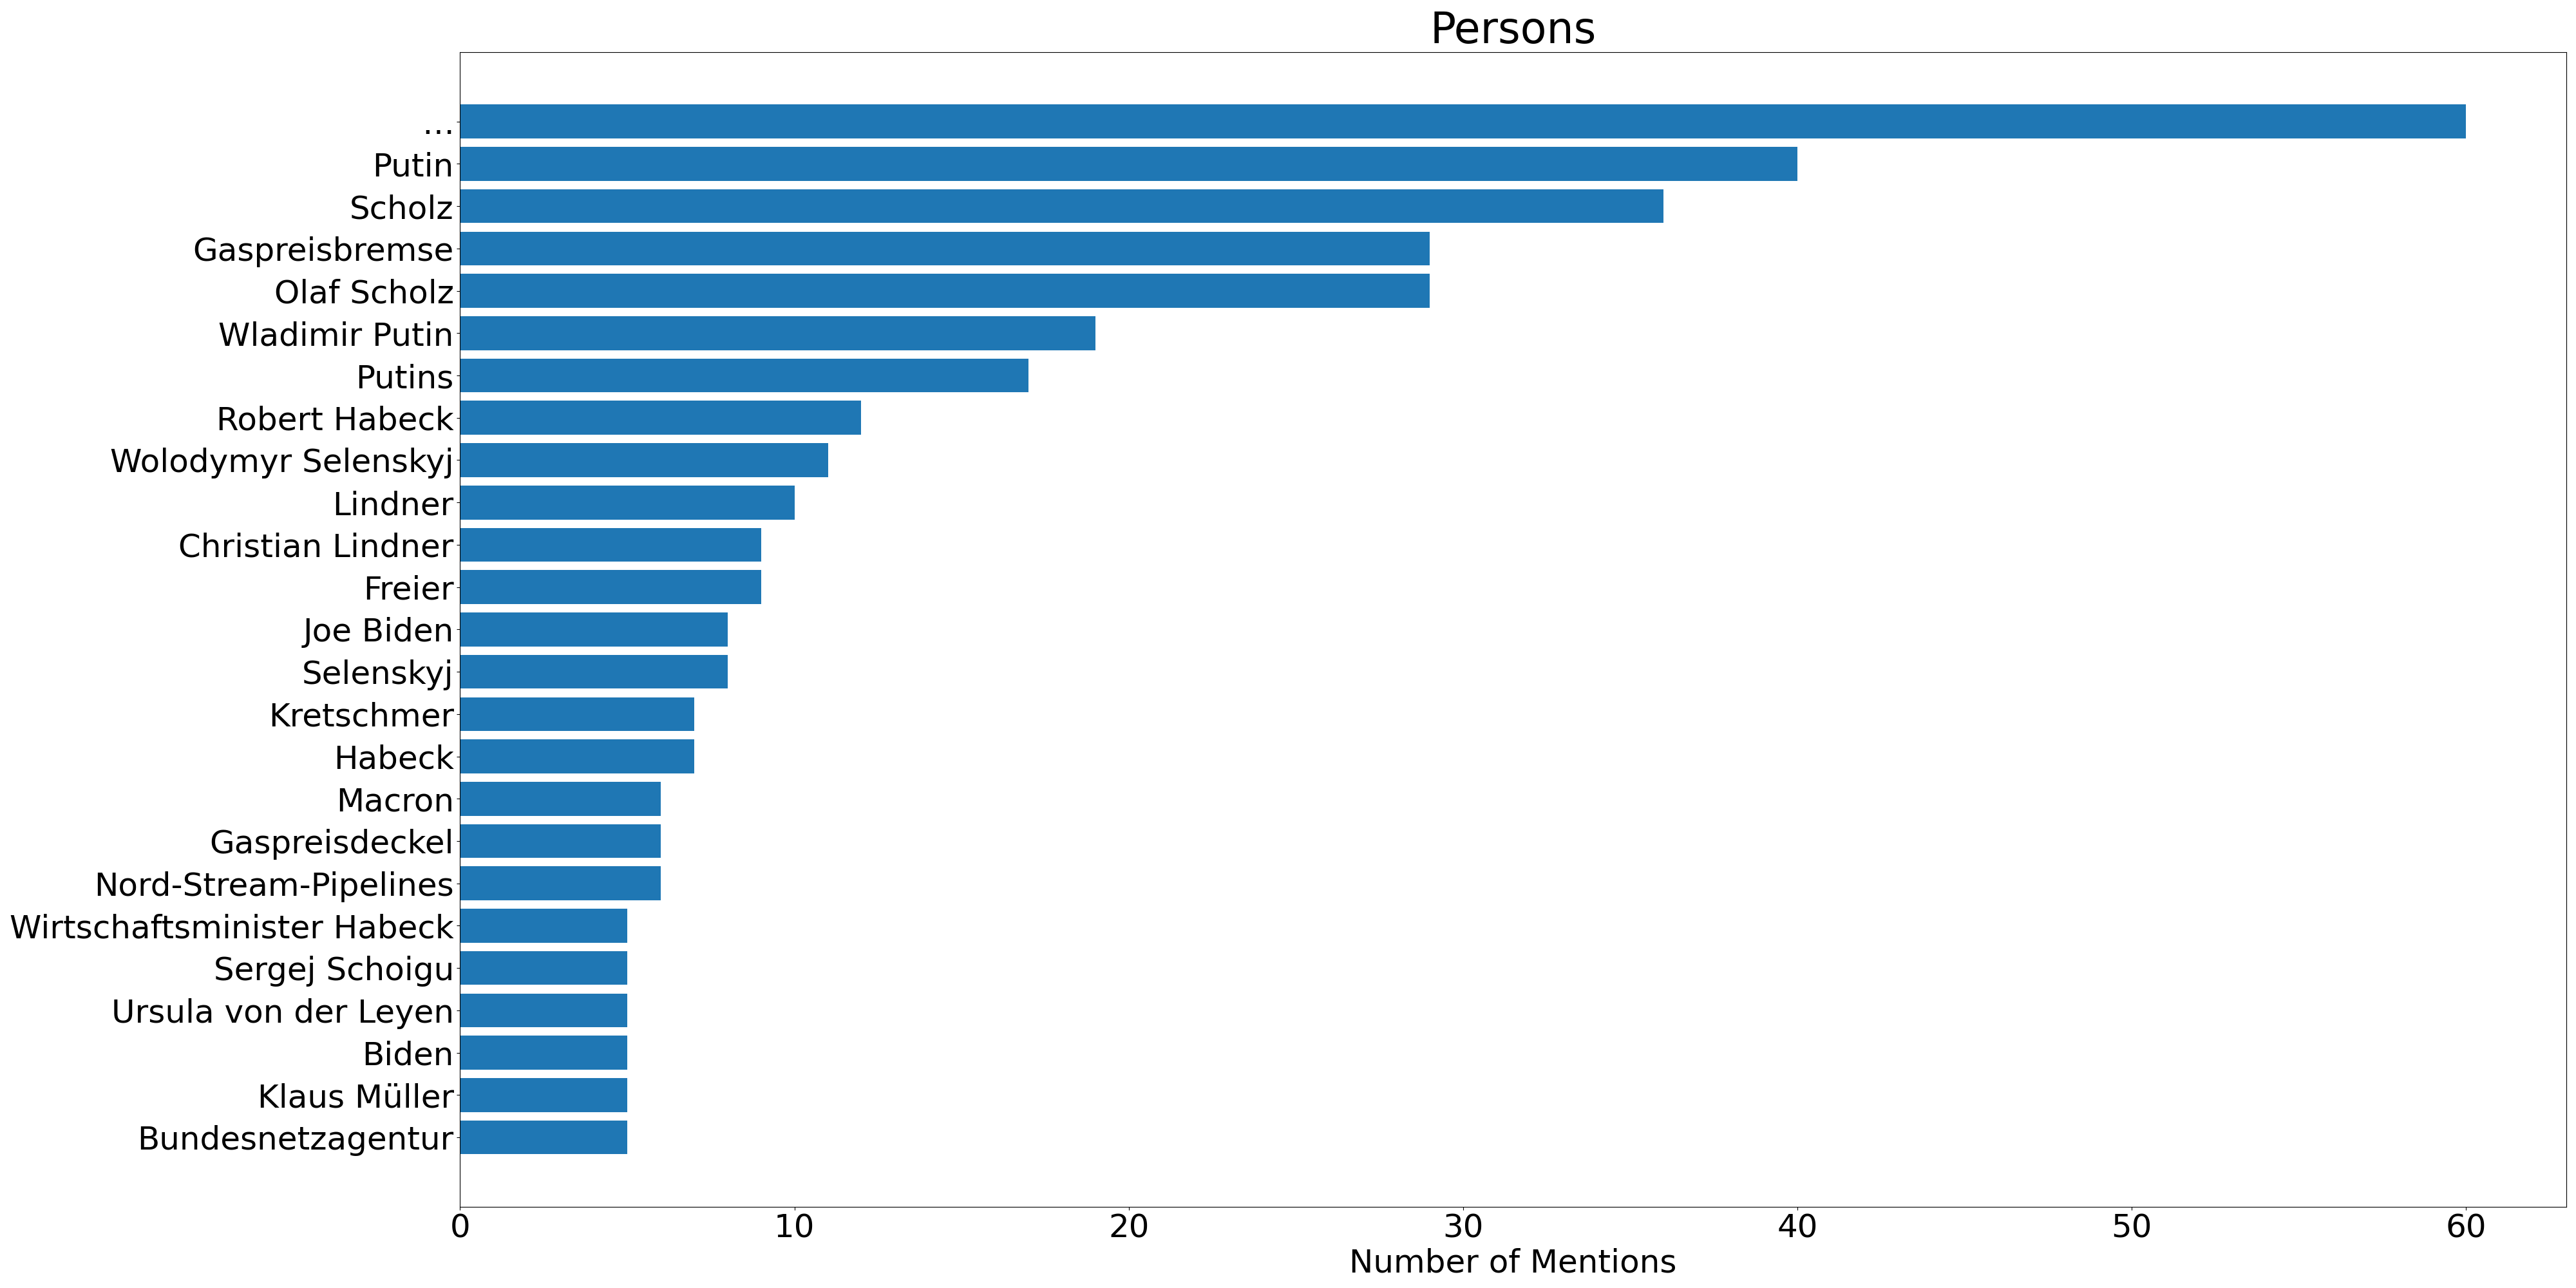 Persons
...
Putin
Scholz
Gaspreisbremse
Olaf Scholz
Wladimir Putin
Putins
Robert Habeck
Wolodymyr Selenskyj
Lindner
Christian Lindner
Freier
Joe Biden
Selenskyj
Kretschmer
Habeck
Macron
Gaspreisdeckel
Nord-Stream-Pipelines
Wirtschaftsminister Habeck
Sergej Schoigu
Ursula von der Leyen
Biden
Klaus Müller
Bundesnetzagentur
0 10 20 30 40 50 60
Number of Mentions